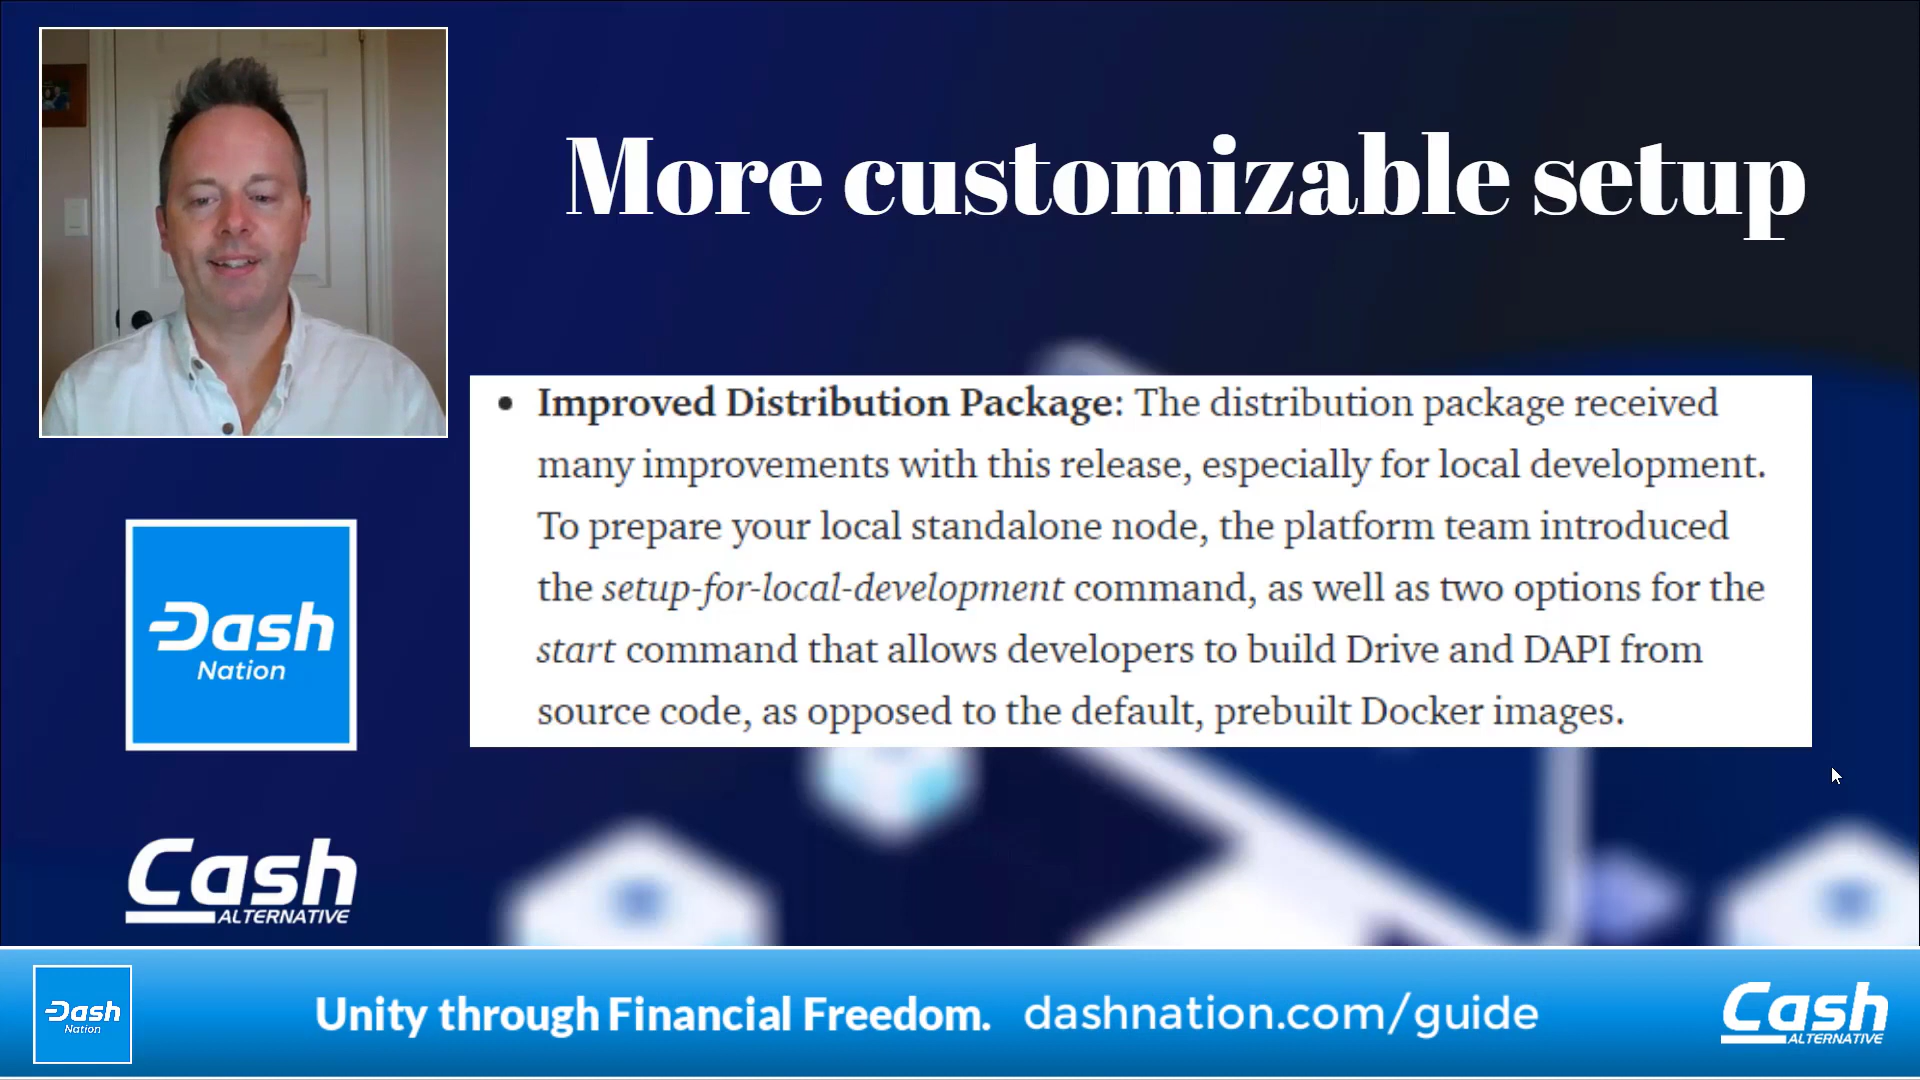 More customizable setup
• Improved Distribution Package: The distribution package received
many improvements with this release, especially for local development.
To prepare your local standalone node, the platform team introduced
the setup-for-local-development command, as well as two options for the
start command that allows developers to build Drive and DAPI from
source code, as opposed to the default, prebuilt Docker images.
Dash
Nation
Cash
ALTERNATIVE
Dash
Nation
Unity through Financial Freedom. dashnation.com/guide
Cash
ALTERNATIVE